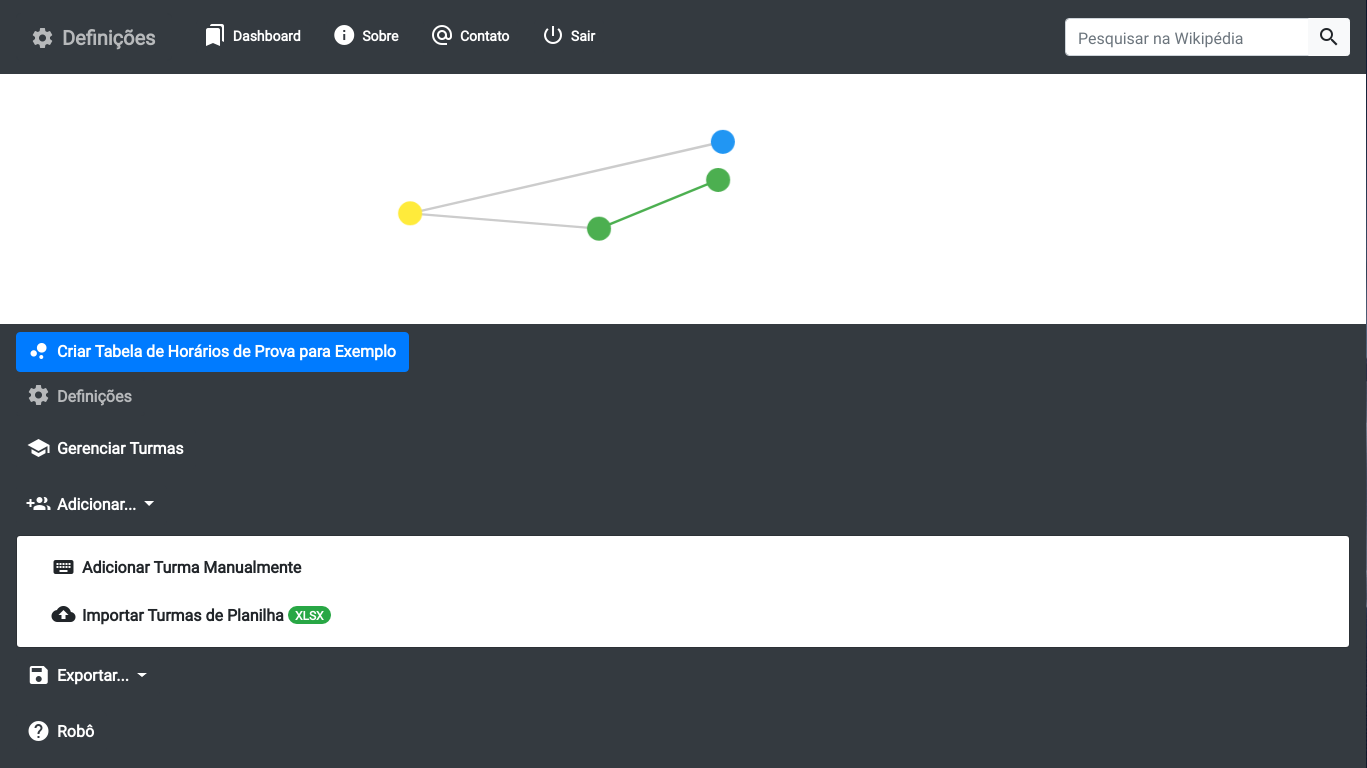 Definições
Dashboard
Sobre
Contato
Sair
Pesquisar na Wikipédia
Criar Tabela de Horários de Prova para Exemplo
Definições
Gerenciar Turmas
Adicionar...
Adicionar Turma Manualmente
Importar Turmas de Planilha XLSX
Exportar...
Robô